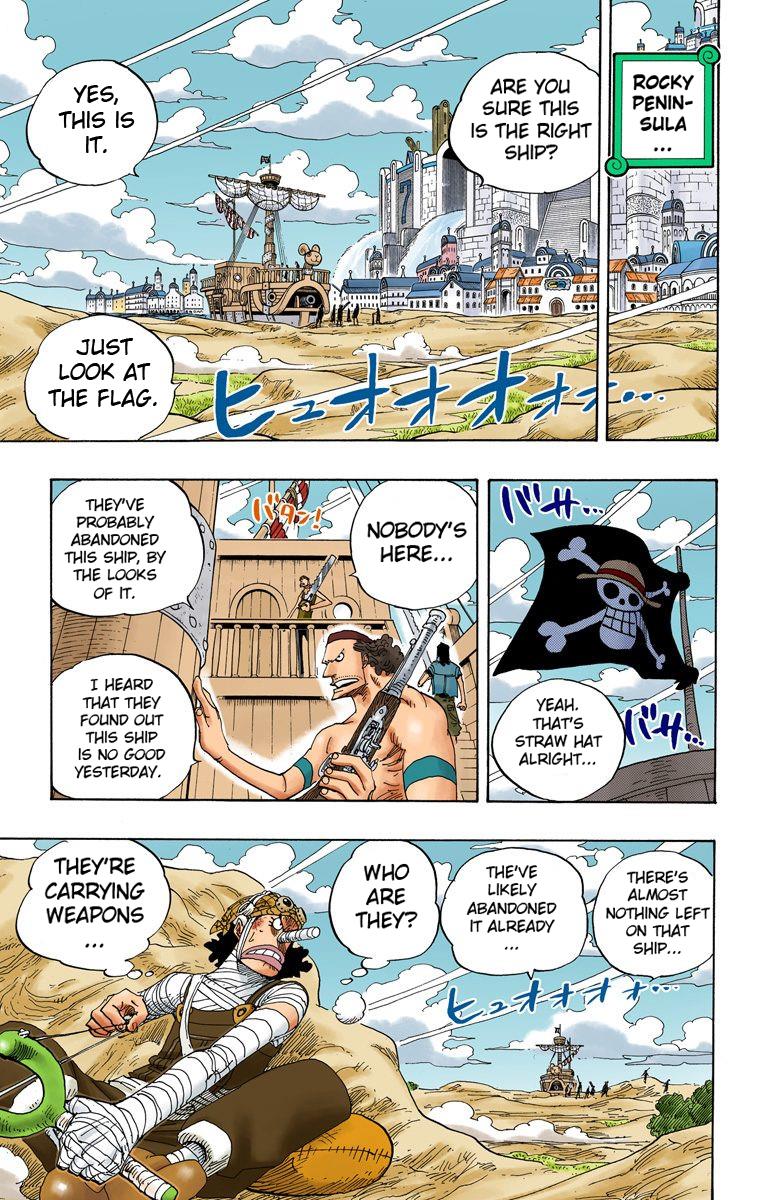 ROCKY
PENIN-
SULA
...
ARE YOU
SURE THIS
IS THE RIGHT
SHIP?
7
YES,
THIS IS
IT.
JUST
LOOK AT
THE FLAG.
ヒュオオオオオォ…
バサ…
YEAH.
THAT'S
STRAW HAT
ALRIGHT...
バサ…
NOBODY'S
HERE...
バタン!
THEY'VE
PROBABLY
ABANDONED
THIS SHIP, BY
THE LOOKS
OF IT.
I HEARD
THAT THEY
FOUND OUT
THIS SHIP
IS NO GOOD
YESTERDAY.
THERE'S
ALMOST
NOTHING LEFT
ON THAT
SHIP...
THE'VE
LIKELY
ABANDONED
IT ALREADY
...
ヒュオオオオォ…
WHO
ARE
THEY?
THEY'RE
CARRYING
WEAPONS
...